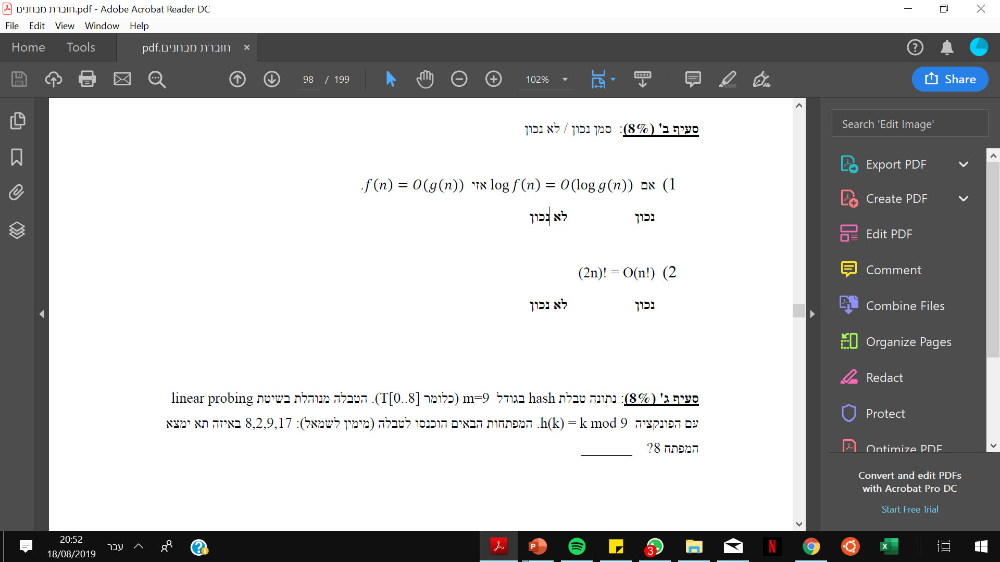 חוברת מבחנים.pdf - Adobe Acrobat Reader DC
File Edit View Window Help
Home Tools חוברת מבחנים.pdf ×
98 / 199 102% Share
Search 'Edit Image'
סעיף ב' (8%): סמן נכון / לא נכון
1) אם log f(n) = O(log g(n)) אזי f(n) = O(g(n)).
נכון לא נכון
2) (2n)! = O(n!)
נכון לא נכון
סעיף ג' (8%): נתונה טבלת hash בגודל m=9 (כלומר T[0..8]). הטבלה מנוהלת בשיטת linear probing
עם הפונקציה h(k) = k mod 9. המפתחות הבאים הוכנסו לטבלה (מימין לשמאל): 8,2,9,17 באיזה תא ימצא
המפתח 8? _______
Export PDF
Create PDF
Edit PDF
Comment
Combine Files
Organize Pages
Redact
Protect
Optimize PDF
Convert and edit PDFs
with Acrobat Pro DC
Start Free Trial
20:52
18/08/2019
עבר
3